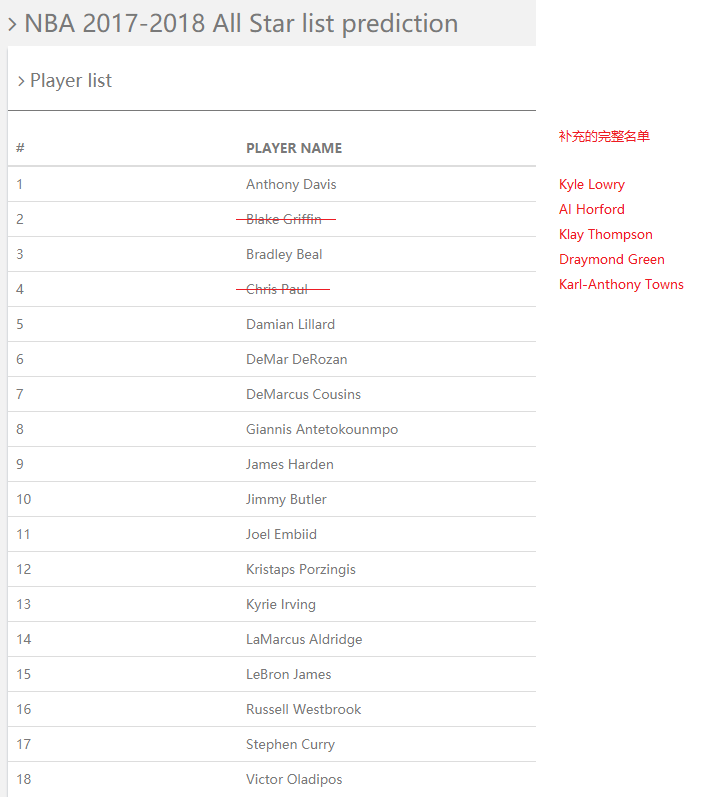 NBA 2017-2018 All Star list prediction
Player list
# PLAYER NAME
1 Anthony Davis
2 Blake Griffin
3 Bradley Beal
4 Chris Paul
5 Damian Lillard
6 DeMar DeRozan
7 DeMarcus Cousins
8 Giannis Antetokounmpo
9 James Harden
10 Jimmy Butler
11 Joel Embiid
12 Kristaps Porzingis
13 Kyrie Irving
14 LaMarcus Aldridge
15 LeBron James
16 Russell Westbrook
17 Stephen Curry
18 Victor Oladipos
补充的完整名单
Kyle Lowry
Al Horford
Klay Thompson
Draymond Green
Karl-Anthony Towns